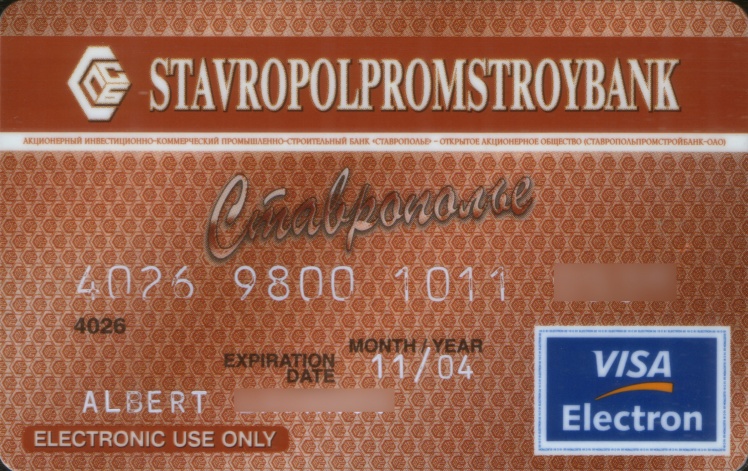 STAVROPOLPROMSTROYBANK
АКЦИОНЕРНЫЙ ИНВЕСТИЦИОННО-КОММЕРЧЕСКИЙ ПРОМЫШЛЕННО-СТРОИТЕЛЬНЫЙ БАНК «СТАВРОПОЛЬЕ» – ОТКРЫТОЕ АКЦИОНЕРНОЕ ОБЩЕСТВО (СТАВРОПОЛЬПРОМСТРОЙБАНК-ОАО)
Ставрополье
4026 9800 1011
4026
MONTH / YEAR
EXPIRATION DATE
11/04
ALBERT
ELECTRONIC USE ONLY
VISA
Electron